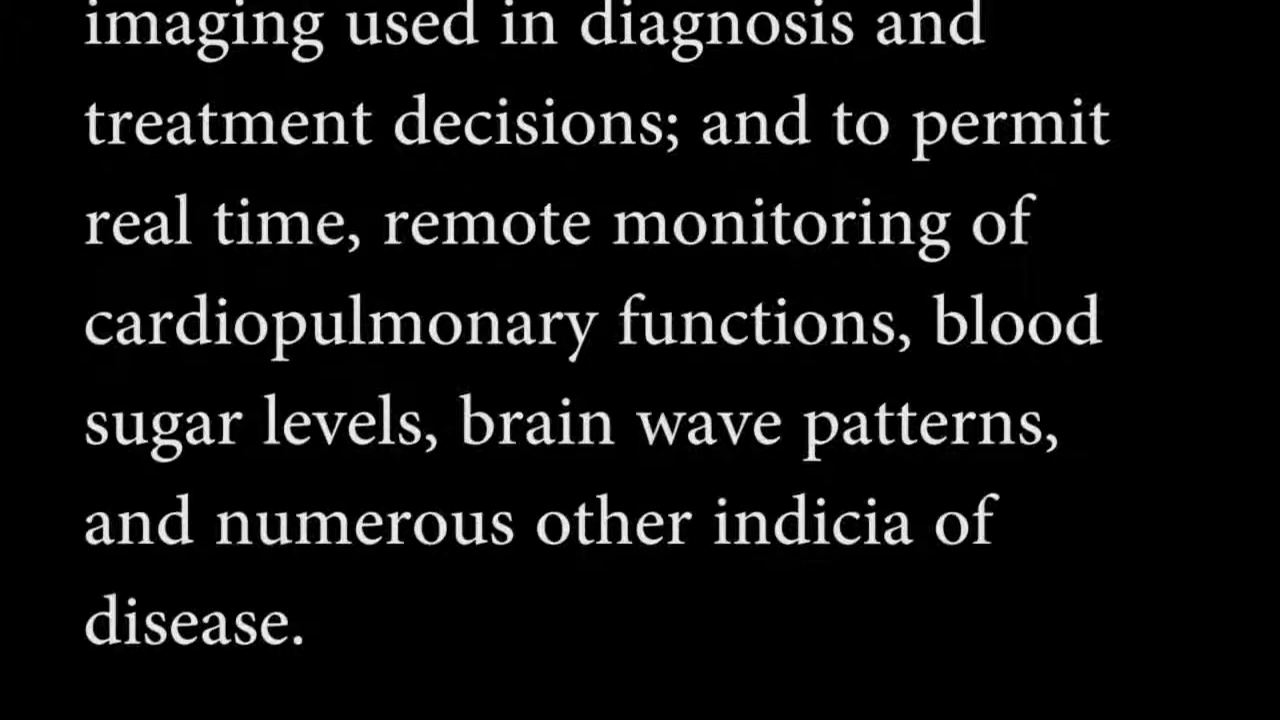 imaging used in diagnosis and
treatment decisions; and to permit
real time, remote monitoring of
cardiopulmonary functions, blood
sugar levels, brain wave patterns,
and numerous other indicia of
disease.